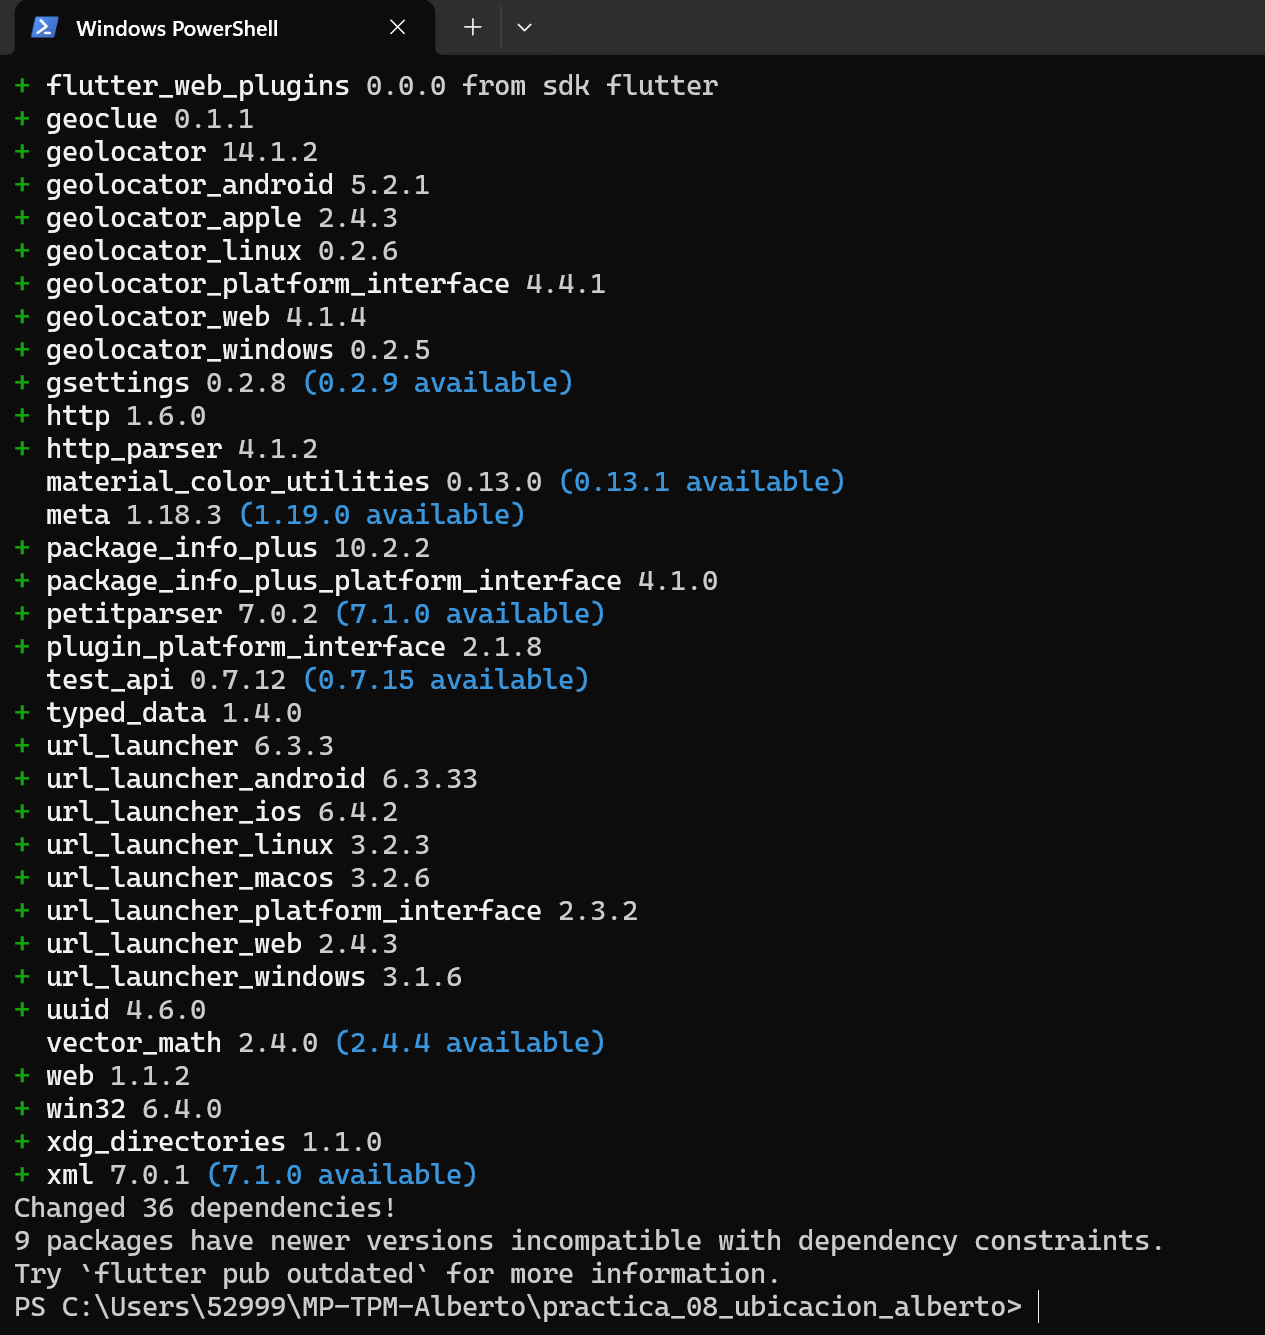 Windows PowerShell
+ flutter_web_plugins 0.0.0 from sdk flutter
+ geoclue 0.1.1
+ geolocator 14.1.2
+ geolocator_android 5.2.1
+ geolocator_apple 2.4.3
+ geolocator_linux 0.2.6
+ geolocator_platform_interface 4.4.1
+ geolocator_web 4.1.4
+ geolocator_windows 0.2.5
+ gsettings 0.2.8 (0.2.9 available)
+ http 1.6.0
+ http_parser 4.1.2
  material_color_utilities 0.13.0 (0.13.1 available)
  meta 1.18.3 (1.19.0 available)
+ package_info_plus 10.2.2
+ package_info_plus_platform_interface 4.1.0
+ petitparser 7.0.2 (7.1.0 available)
+ plugin_platform_interface 2.1.8
  test_api 0.7.12 (0.7.15 available)
+ typed_data 1.4.0
+ url_launcher 6.3.3
+ url_launcher_android 6.3.33
+ url_launcher_ios 6.4.2
+ url_launcher_linux 3.2.3
+ url_launcher_macos 3.2.6
+ url_launcher_platform_interface 2.3.2
+ url_launcher_web 2.4.3
+ url_launcher_windows 3.1.6
+ uuid 4.6.0
  vector_math 2.4.0 (2.4.4 available)
+ web 1.1.2
+ win32 6.4.0
+ xdg_directories 1.1.0
+ xml 7.0.1 (7.1.0 available)
Changed 36 dependencies!
9 packages have newer versions incompatible with dependency constraints.
Try `flutter pub outdated` for more information.
PS C:\Users\52999\MP-TPM-Alberto\practica_08_ubicacion_alberto>